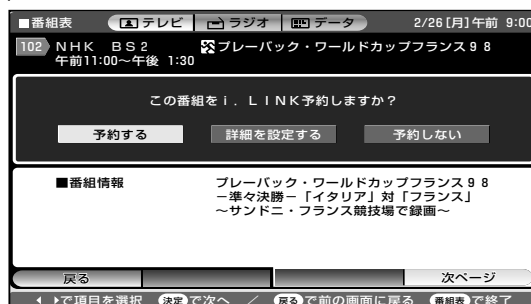 ■番組表 テレビ ラジオ データ 2/26[月]午前 9:00
102 NHK BS2 プレーバック・ワールドカップフランス98
午前11:00～午後 1:30
この番組をi．LINK予約しますか？
予約する 詳細を設定する 予約しない
■番組情報 プレーバック・ワールドカップフランス98
－準々決勝－「イタリア」対「フランス」
～サンドニ・フランス競技場で録画～
戻る 次ページ
で項目を選択 決定で次へ ／ 戻るで前の画面に戻る 番組表で終了